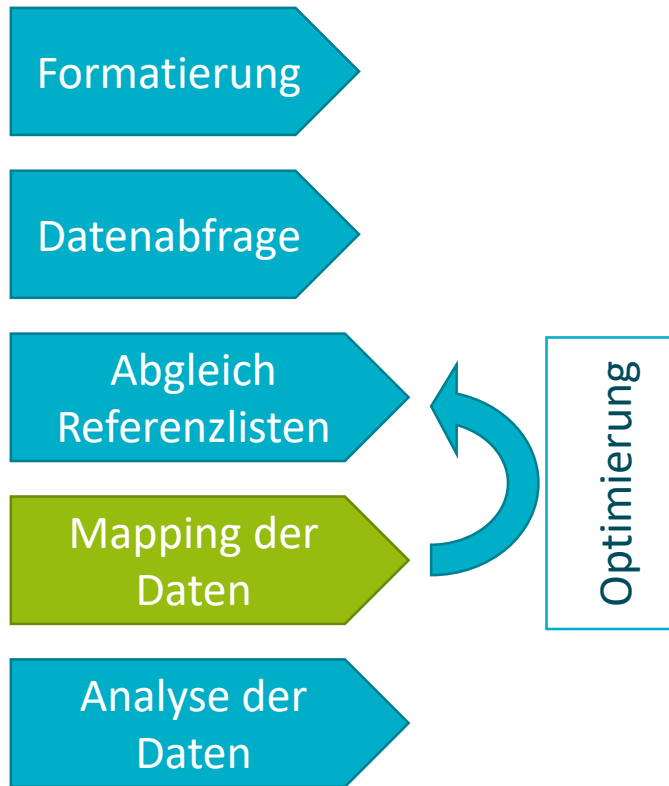 Formatierung
Datenabfrage
Abgleich
Referenzlisten
Optimierung
Mapping der
Daten
Analyse der
Daten